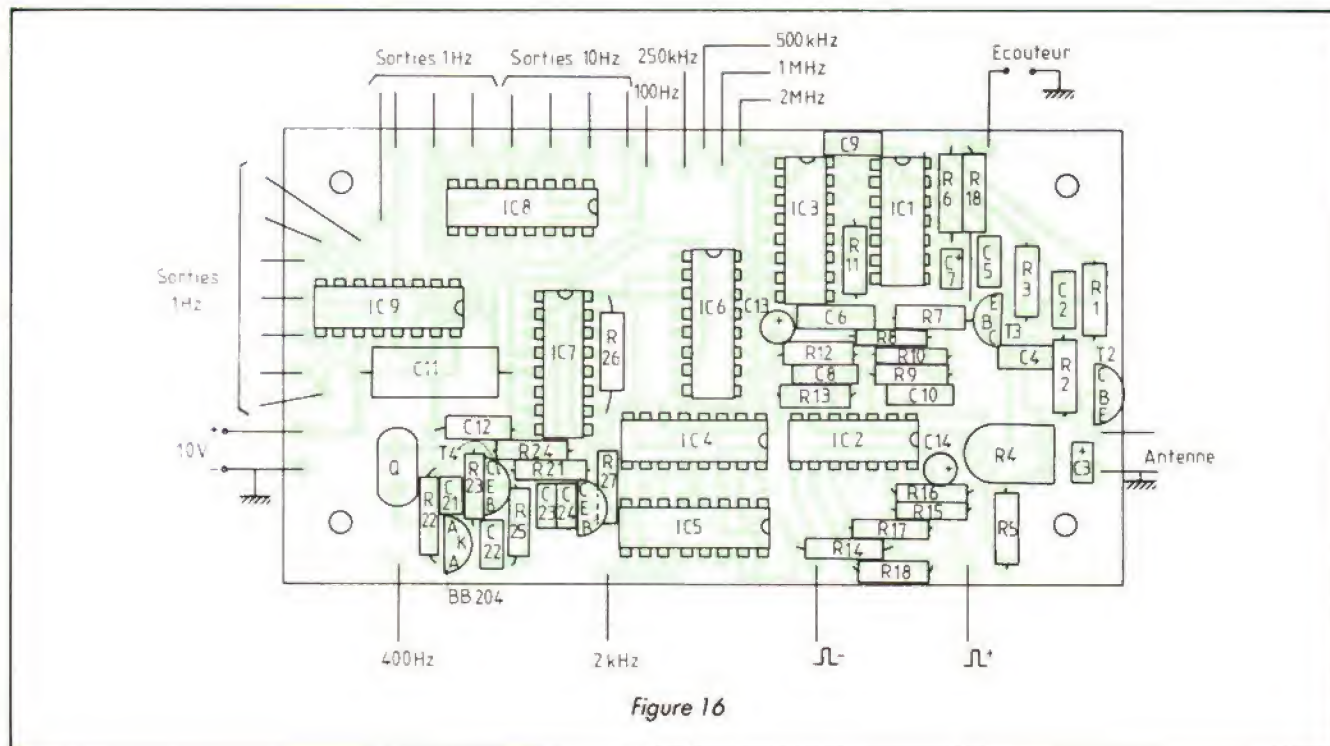 Sorties 1Hz
Sorties 10Hz
250kHz
500kHz
1MHz
2MHz
100Hz
Ecouteur
C9
IC8
IC3
IC1
R6
R18
R11
C7
+
C5
R3
C2
R1
Sorties 1Hz
IC9
IC7
R26
IC6
C13
+
C6
R7
E
B
C
T3
R8
C4
T2
R12
R10
C8
R9
R2
C
B
E
C11
R13
C10
C12
IC4
IC2
C14
+
R4
C3
+
+
10V
-
Antenne
Q
T4
R24
R21
R23
C
E
B
R27
R22
C21
C23
C24
C
E
B
R25
A
K
A
C22
IC5
R16
R15
R17
R14
R18
R5
BB204
400Hz
2kHz
-
+
Figure 16